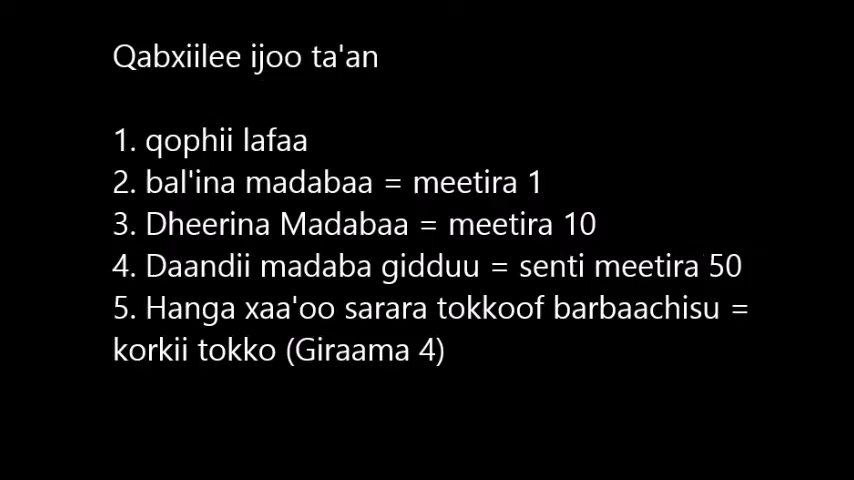 Qabxiilee ijoo ta'an
1. qophii lafaa
2. bal'ina madabaa = meetira 1
3. Dheerina Madabaa = meetira 10
4. Daandii madaba gidduu = senti meetira 50
5. Hanga xaa'oo sarara tokkoof barbaachisu =
korkii tokko (Giraama 4)